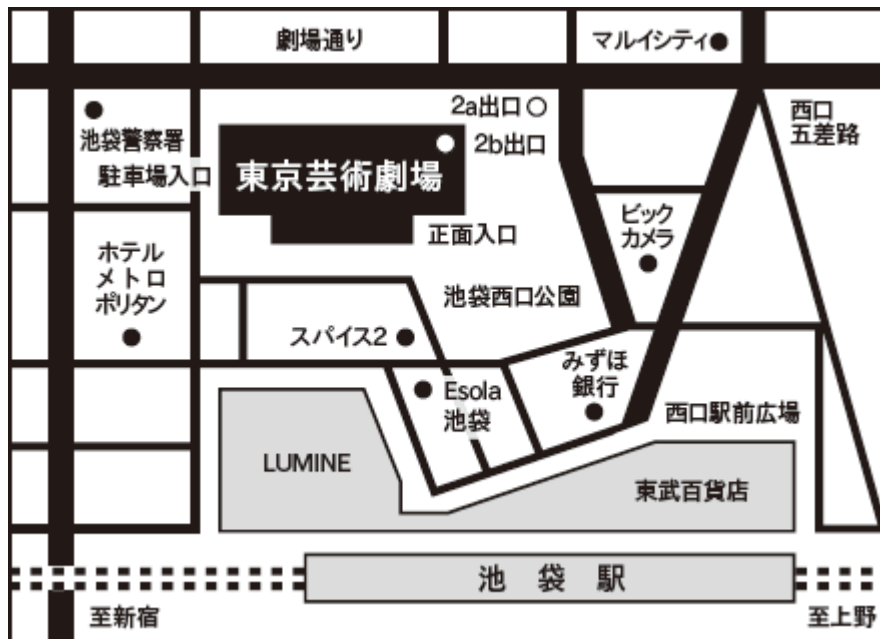 劇場通り
マルイシティ
2a出口
西口
五差路
池袋警察署
2b出口
駐車場入口
東京芸術劇場
正面入口
ビック
カメラ
ホテル
メトロ
ポリタン
池袋西口公園
スパイス2
みずほ
銀行
Esola
池袋
西口駅前広場
LUMINE
東武百貨店
池袋駅
至新宿
至上野